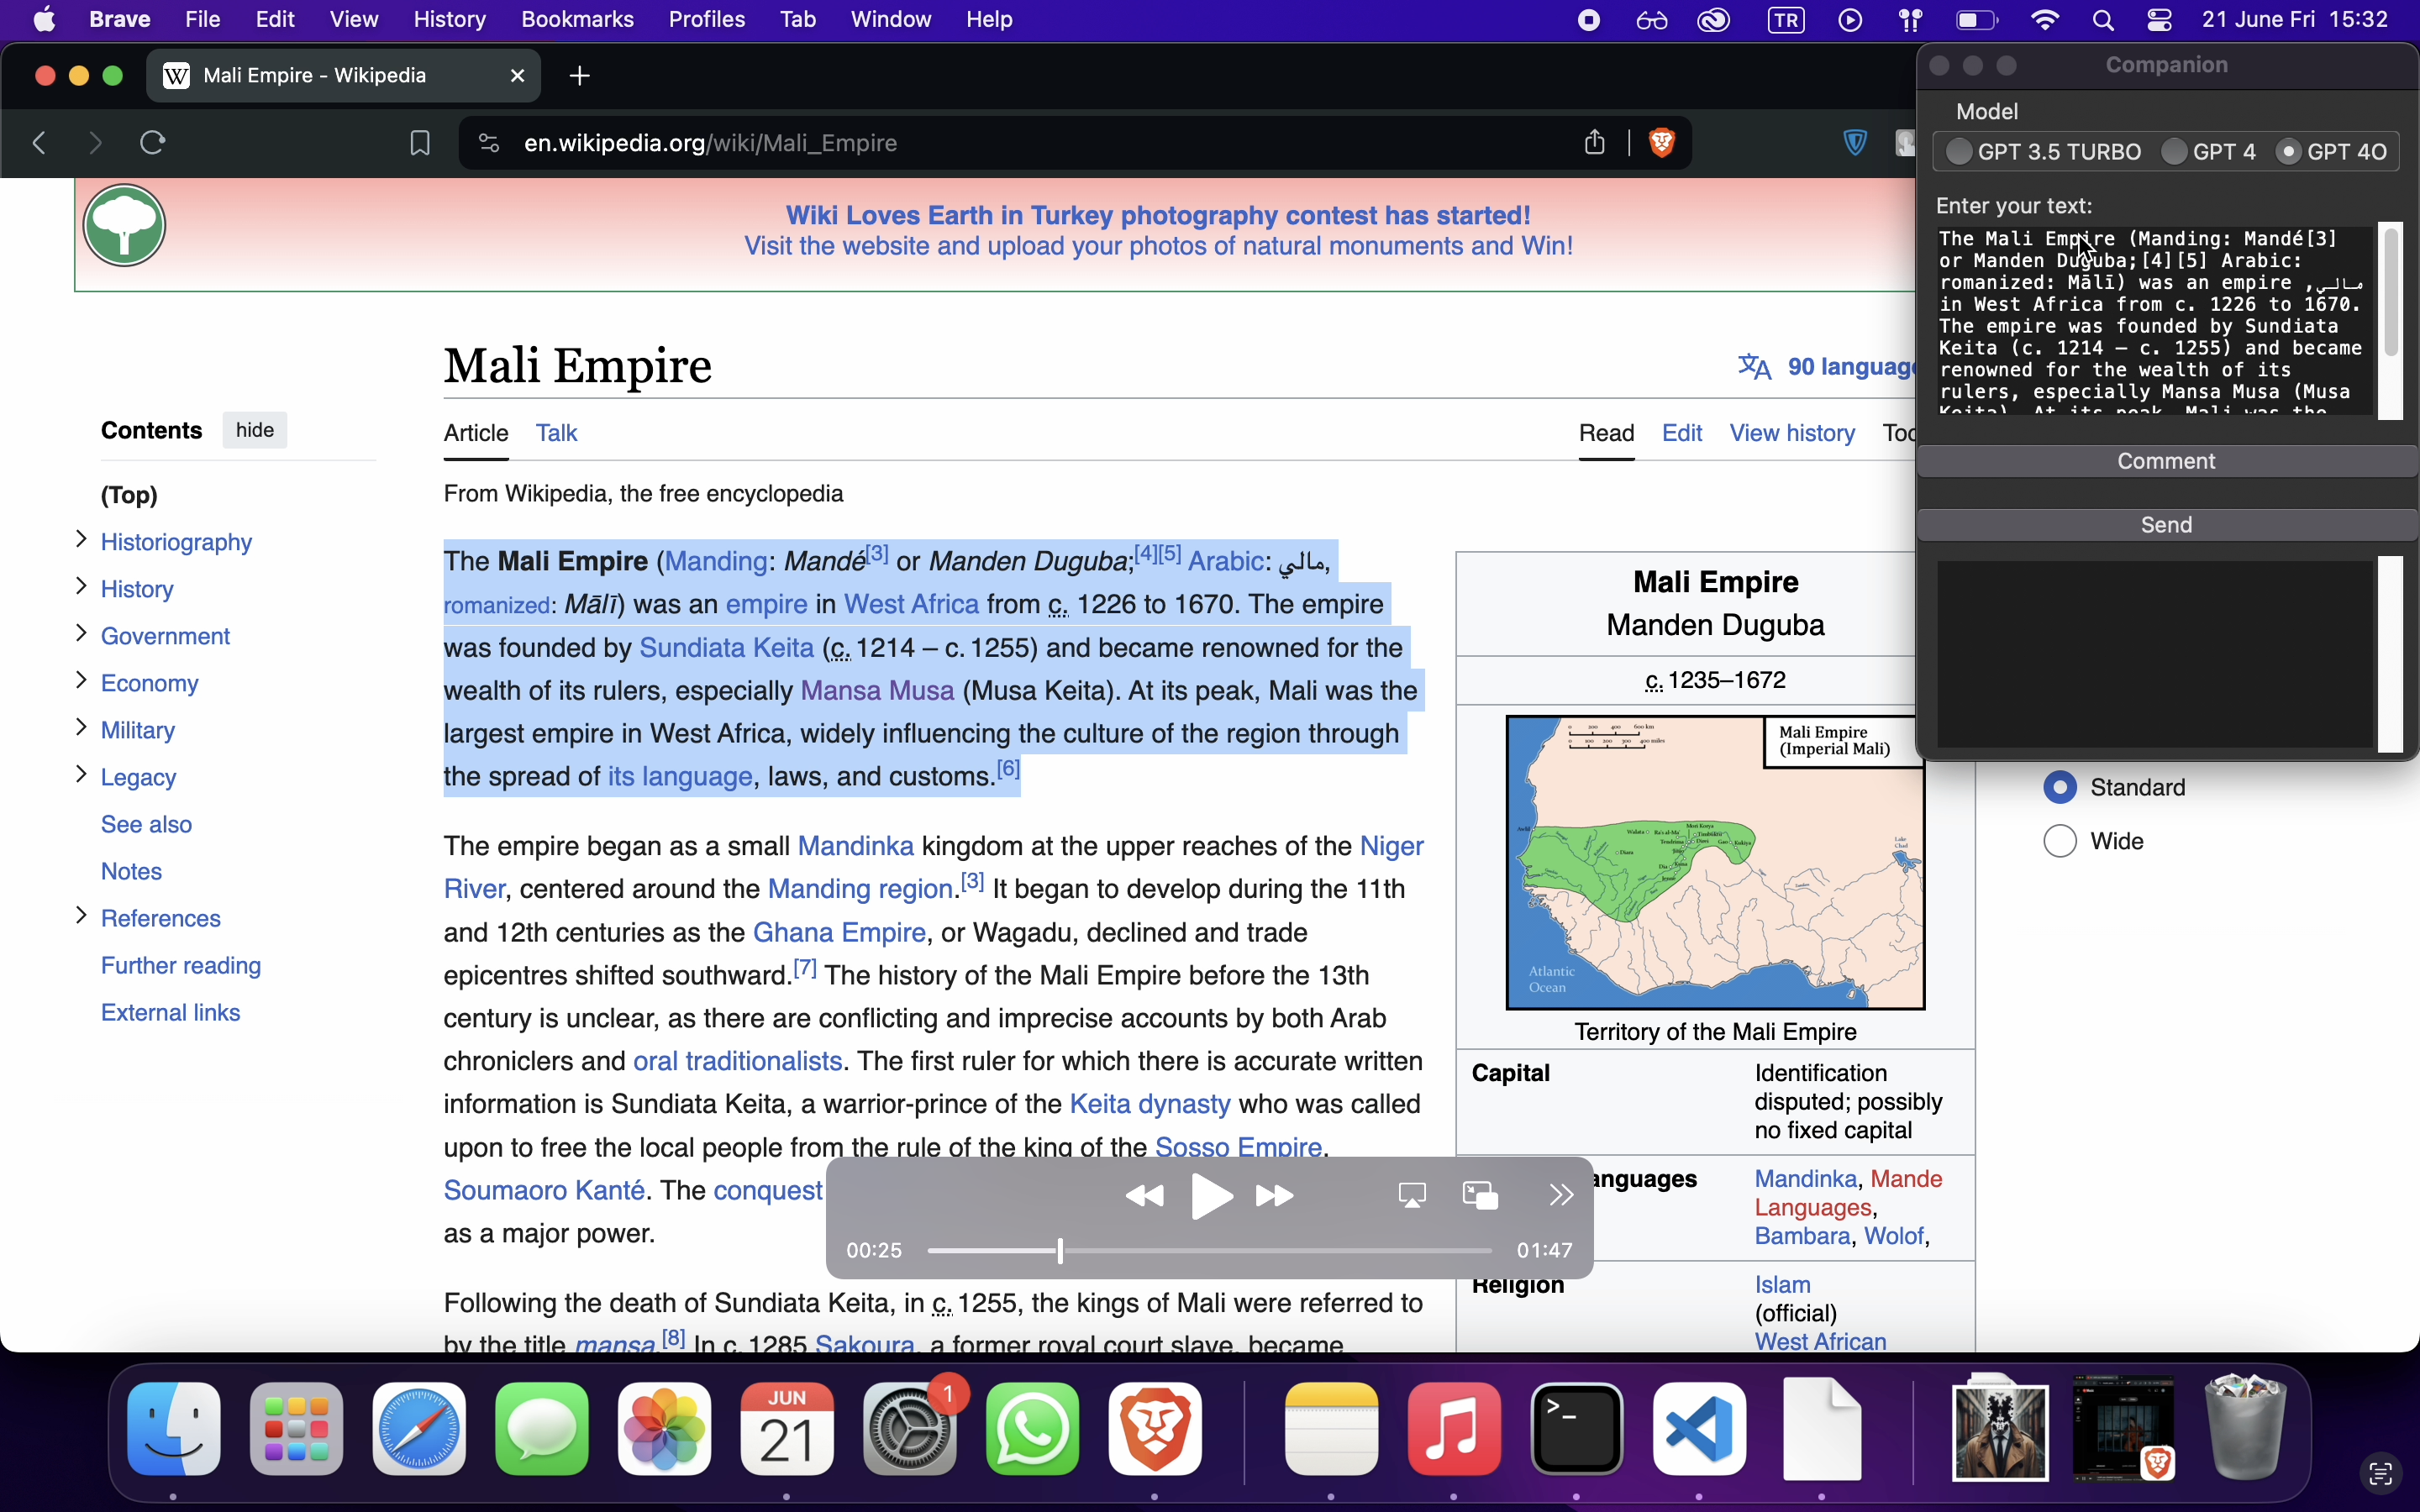 Brave File Edit View History Bookmarks Profiles Tab Window Help TR 21 June Fri 15:32
W Mali Empire - Wikipedia
en.wikipedia.org/wiki/Mali_Empire
Wiki Loves Earth in Turkey photography contest has started!
Visit the website and upload your photos of natural monuments and Win!
Mali Empire
文A 90 language
Contents hide
Article Talk
Read Edit View history Too
(Top)
Historiography
History
Government
Economy
Military
Legacy
See also
Notes
References
Further reading
External links
From Wikipedia, the free encyclopedia
The Mali Empire (Manding: Mandé[3] or Manden Duguba;[4][5] Arabic: مالي,
romanized: Mālī) was an empire in West Africa from c. 1226 to 1670. The empire
was founded by Sundiata Keita (c. 1214 – c. 1255) and became renowned for the
wealth of its rulers, especially Mansa Musa (Musa Keita). At its peak, Mali was the
largest empire in West Africa, widely influencing the culture of the region through
the spread of its language, laws, and customs.[6]
The empire began as a small Mandinka kingdom at the upper reaches of the Niger
River, centered around the Manding region.[3] It began to develop during the 11th
and 12th centuries as the Ghana Empire, or Wagadu, declined and trade
epicentres shifted southward.[7] The history of the Mali Empire before the 13th
century is unclear, as there are conflicting and imprecise accounts by both Arab
chroniclers and oral traditionalists. The first ruler for which there is accurate written
information is Sundiata Keita, a warrior-prince of the Keita dynasty who was called
upon to free the local people from the rule of the king of the Sosso Empire,
Soumaoro Kanté. The conquest
as a major power.
Following the death of Sundiata Keita, in c. 1255, the kings of Mali were referred to
by the title mansa.[8] In c. 1285 Sakoura, a former royal court slave, became
Mali Empire
Manden Duguba
c. 1235–1672
Mali Empire
(Imperial Mali)
Atlantic
Ocean
Territory of the Mali Empire
Capital
Identification
disputed; possibly
no fixed capital
anguages
Mandinka, Mande
Languages,
Bambara, Wolof,
Religion
Islam
(official)
West African
Standard
Wide
00:25 01:47
Companion
Model
GPT 3.5 TURBO GPT 4 GPT 4O
Enter your text:
The Mali Empire (Manding: Mandé[3]
or Manden Duguba;[4][5] Arabic:
romanized: Mālī) was an empire ,مالي
in West Africa from c. 1226 to 1670.
The empire was founded by Sundiata
Keita (c. 1214 – c. 1255) and became
renowned for the wealth of its
rulers, especially Mansa Musa (Musa
Keita). At its peak, Mali was the
Comment
Send
JUN
21
1
>_